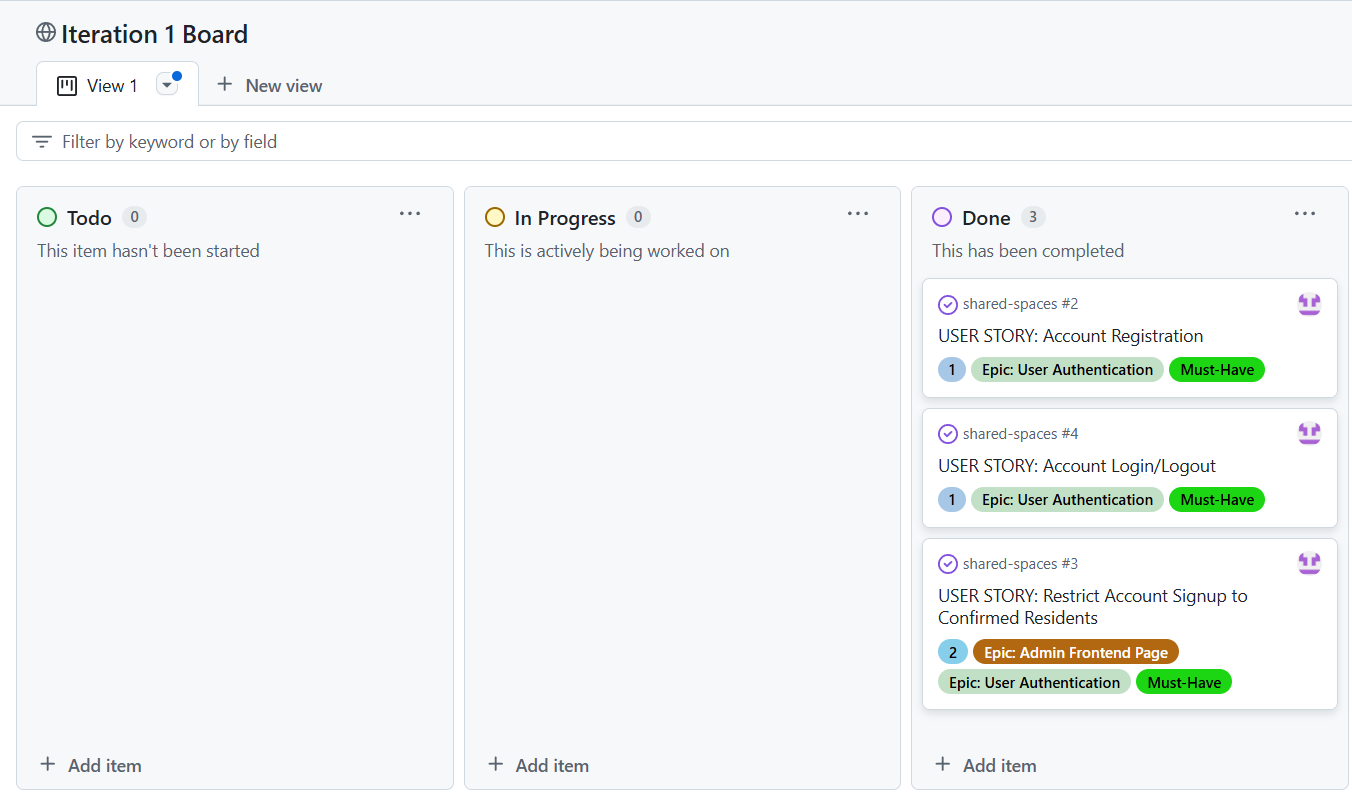 Iteration 1 Board
View 1
New view
Filter by keyword or by field
Todo 0
This item hasn't been started
Add item
In Progress 0
This is actively being worked on
Add item
Done 3
This has been completed
shared-spaces #2
USER STORY: Account Registration
1 Epic: User Authentication Must-Have
shared-spaces #4
USER STORY: Account Login/Logout
1 Epic: User Authentication Must-Have
shared-spaces #3
USER STORY: Restrict Account Signup to
Confirmed Residents
2 Epic: Admin Frontend Page
Epic: User Authentication Must-Have
Add item